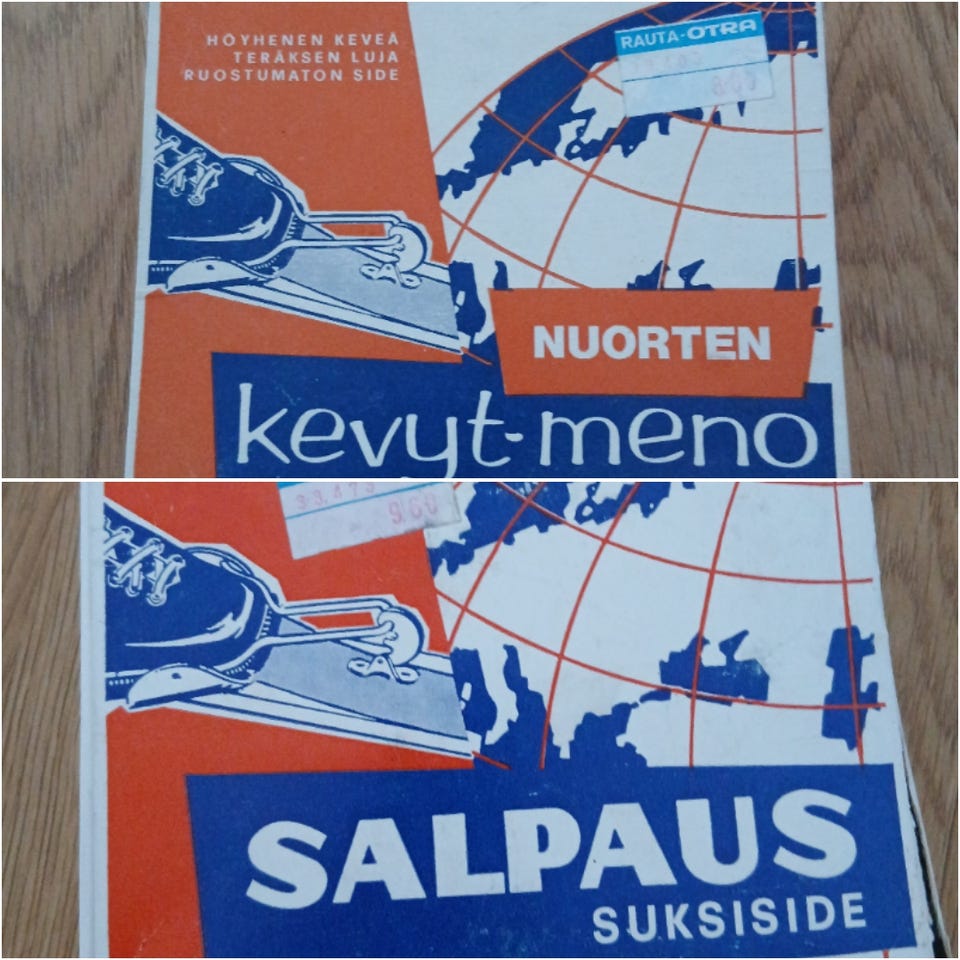 HÖYHENEN KEVEÄ
TERÄKSEN LUJA
RUOSTUMATON SIDE
RAUTA-OTRA
NUORTEN
kevyt-meno
SALPAUS
SUKSISIDE